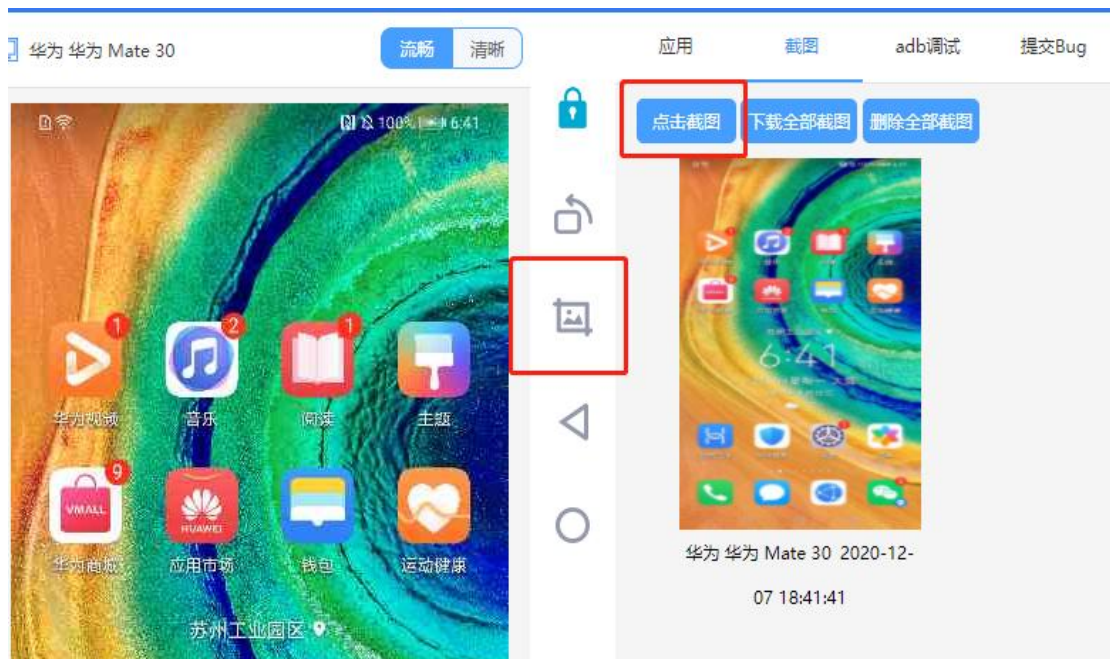 华为 华为 Mate 30
流畅 清晰
应用 截图 adb调试 提交Bug
点击截图 下载全部截图 删除全部截图
100% 6:41
1 2 1
华为视频 音乐 阅读 主题
9
VMALL HUAWEI
华为商城 应用市场 钱包 运动健康
苏州工业园区
6:41
华为 华为 Mate 30 2020-12-
07 18:41:41